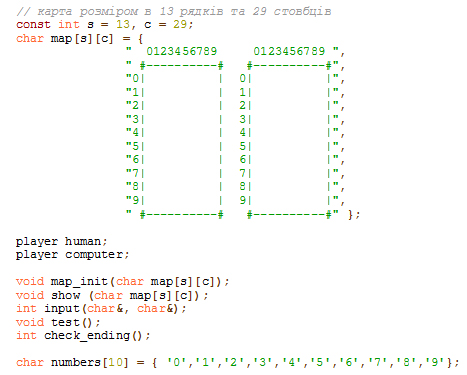 // карта розміром в 13 рядків та 29 стовбців
const int s = 13, c = 29;
char map[s][c] = {
"  0123456789     0123456789 ",
" #----------#   #----------#",
"0|          |  0|          |",
"1|          |  1|          |",
"2|          |  2|          |",
"3|          |  3|          |",
"4|          |  4|          |",
"5|          |  5|          |",
"6|          |  6|          |",
"7|          |  7|          |",
"8|          |  8|          |",
"9|          |  9|          |",
" #----------#   #----------#" };
player human;
player computer;
void map_init(char map[s][c]);
void show (char map[s][c]);
int input(char&, char&);
void test();
int check_ending();
char numbers[10] = { '0','1','2','3','4','5','6','7','8','9'};